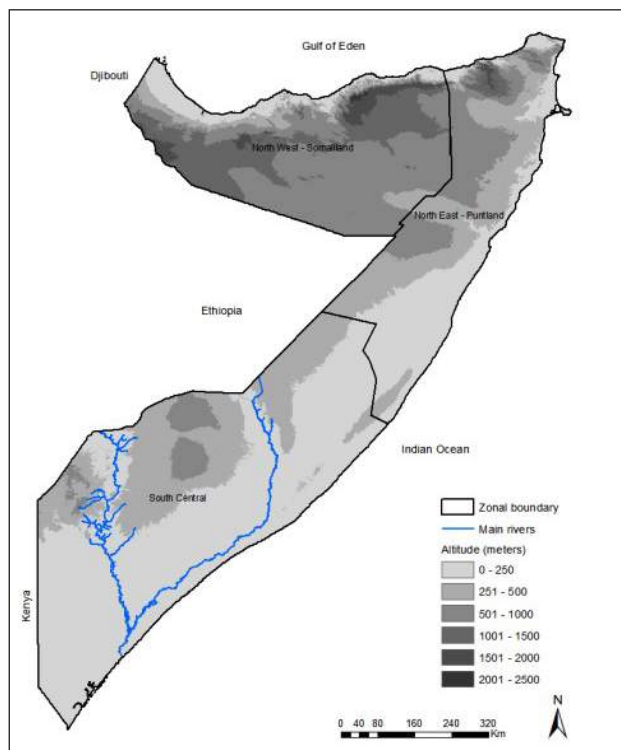 Gulf of Eden
Djibouti
North West - Somaliland
North East - Puntland
Ethiopia
Indian Ocean
South Central
Kenya
Zonal boundary
Main rivers
Altitude (meters)
0 - 250
251 - 500
501 - 1000
1001 - 1500
1501 - 2000
2001 - 2500
N
0 40 80 160 240 320
Km